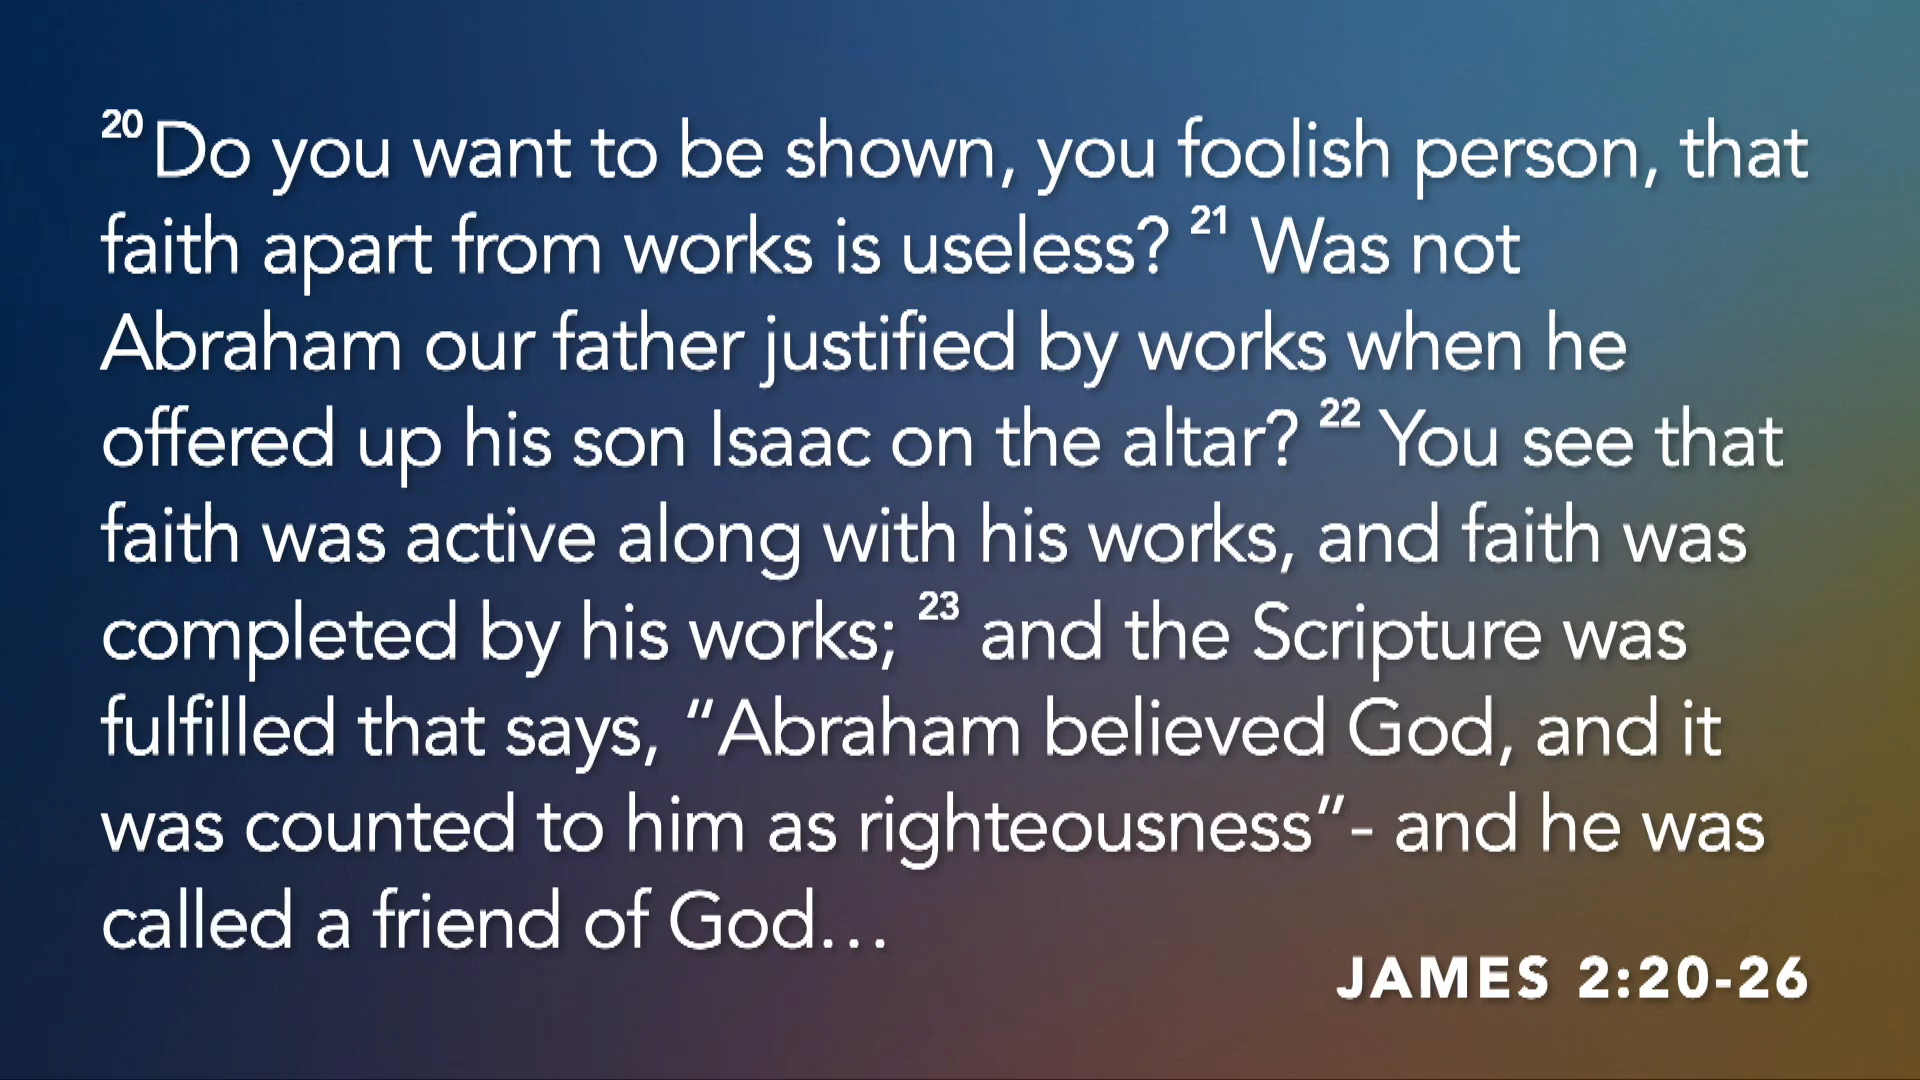 20 Do you want to be shown, you foolish person, that
faith apart from works is useless? 21 Was not
Abraham our father justified by works when he
offered up his son Isaac on the altar? 22 You see that
faith was active along with his works, and faith was
completed by his works; 23 and the Scripture was
fulfilled that says, “Abraham believed God, and it
was counted to him as righteousness”- and he was
called a friend of God…
JAMES 2:20-26